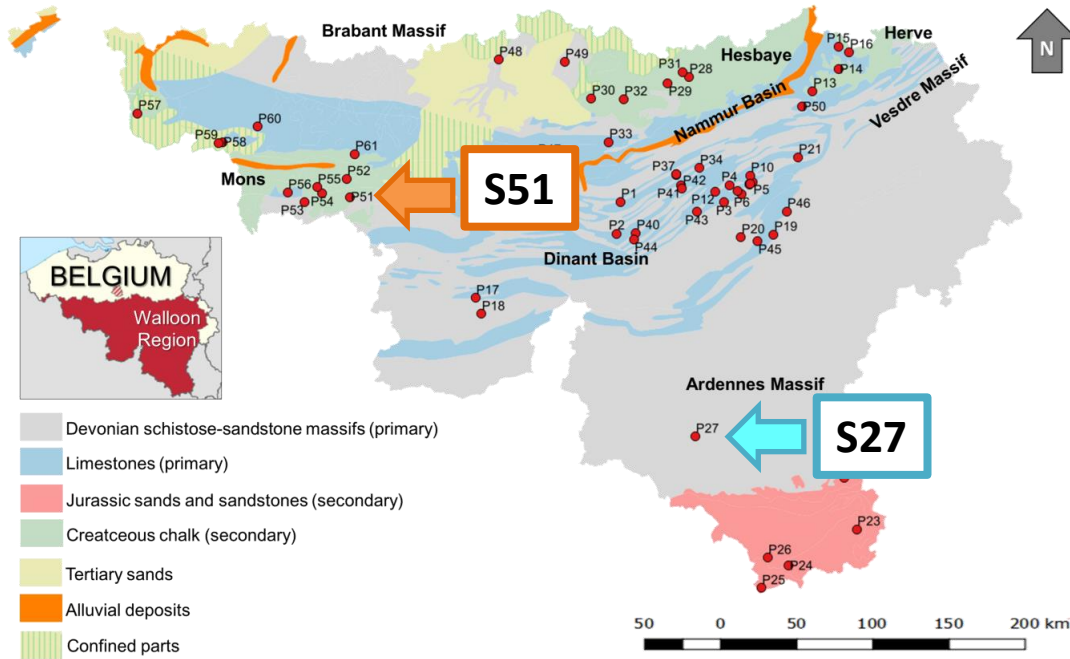 Brabant Massif
P48
P49
P31
P28
P29
P30
P32
Hesbaye
P15
P16
P14
P13
P50
Herve
N
Vesdre Massif
Nammur Basin
P57
P59
P58
P60
P61
P33
P21
Mons
P56
P55
P52
P53
P54
P51
S51
P37
P34
P42
P41
P4
P10
P5
P12
P3
P6
P43
P46
P1
P2
P40
P44
P20
P19
P45
Dinant Basin
P17
P18
BELGIUM
Walloon
Region
Ardennes Massif
P27
S27
P23
P26
P24
P25
Devonian schistose-sandstone massifs (primary)
Limestones (primary)
Jurassic sands and sandstones (secondary)
Creatceous chalk (secondary)
Tertiary sands
Alluvial deposits
Confined parts
50 0 50 100 150 200 km